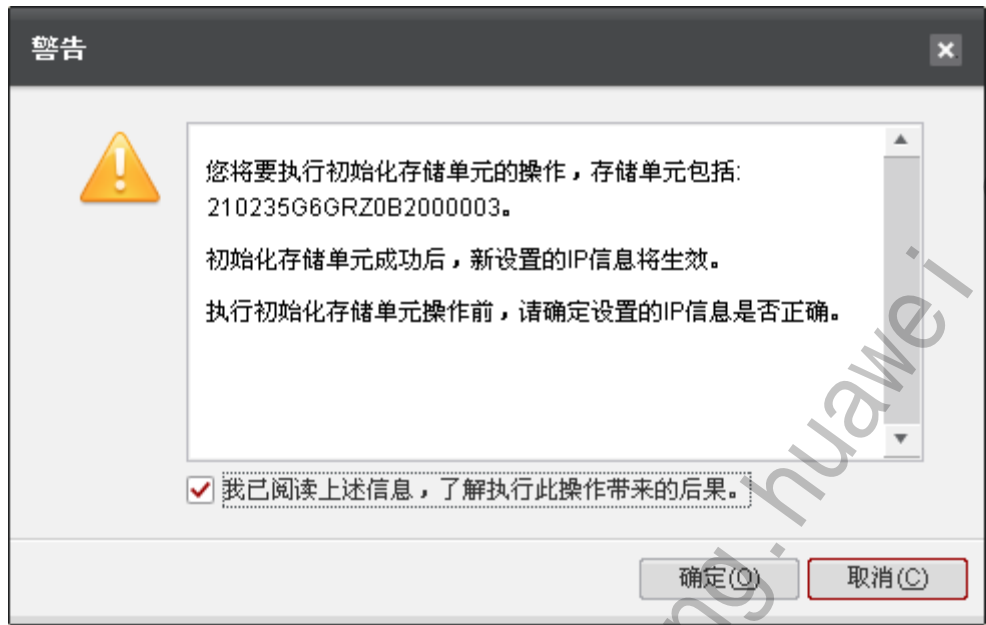 警告
您将要执行初始化存储单元的操作，存储单元包括:
210235G6GRZ0B2000003。
初始化存储单元成功后，新设置的IP信息将生效。
执行初始化存储单元操作前，请确定设置的IP信息是否正确。
我已阅读上述信息，了解执行此操作带来的后果。
确定(O) 取消(C)
ng.huawei